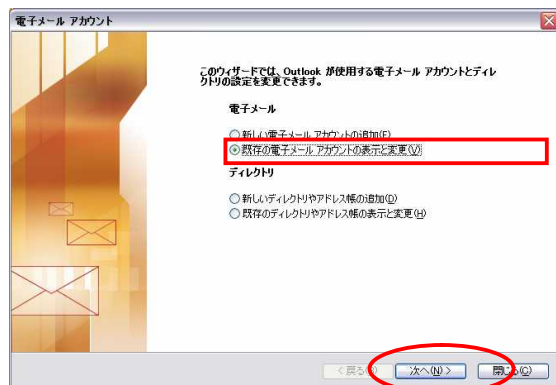 電子メール アカウント
このウィザードでは、Outlook が使用する電子メール アカウントとディレ
クトリの設定を変更できます。
電子メール
新しい電子メール アカウントの追加(E)
既存の電子メール アカウントの表示と変更(V)
ディレクトリ
新しいディレクトリやアドレス帳の追加(D)
既存のディレクトリやアドレス帳の表示と変更(H)
< 戻る
次へ(N) >
閉じる(C)